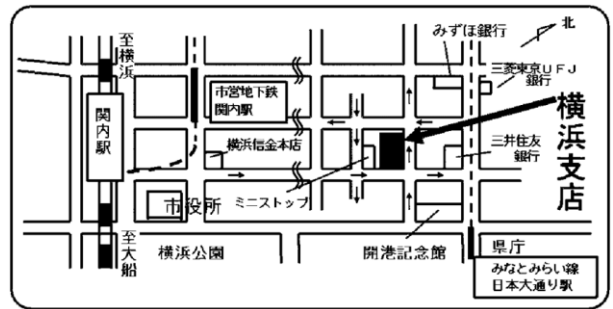 北
至横浜
みずほ銀行
三菱東京UFJ
銀行
市営地下鉄
関内駅
関内駅
横浜信金本店
三井住友
銀行
横浜支店
市役所
ミニストップ
至大船
横浜公園
開港記念館
県庁
みなとみらい線
日本大通り駅